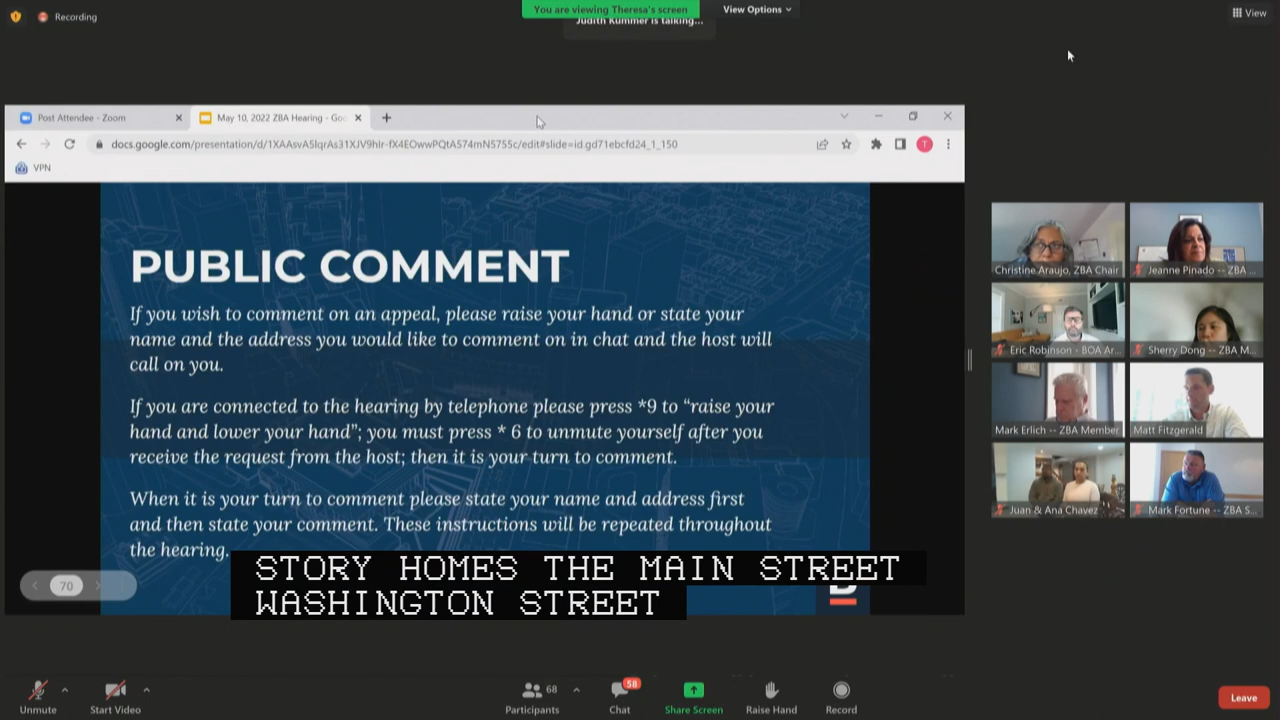 You are viewing Theresa's screen
View Options
Recording
Judith Kummer is talking...
View
Post Attendee - Zoom
May 10, 2022 ZBA Hearing - Goo
docs.google.com/presentation/d/1XAAsvA5lqrAs31XJV9hlr-fX4EOwwPQtA574mN5755c/edit#slide=id.gd71ebcfd24_1_150
T
VPN
PUBLIC COMMENT
If you wish to comment on an appeal, please raise your hand or state your
name and the address you would like to comment on in chat and the host will
call on you.
If you are connected to the hearing by telephone please press *9 to “raise your
hand and lower your hand”; you must press * 6 to unmute yourself after you
receive the request from the host; then it is your turn to comment.
When it is your turn to comment please state your name and address first
and then state your comment. These instructions will be repeated throughout
the hearing.
STORY HOMES THE MAIN STREET
WASHINGTON STREET
70
Christine Araujo, ZBA Chair
Jeanne Pinado -- ZBA ...
Eric Robinson - BOA Ar...
Sherry Dong -- ZBA M...
Mark Erlich -- ZBA Member
Matt Fitzgerald
Juan & Ana Chavez
Mark Fortune -- ZBA S...
Unmute
Start Video
68
Participants
58
Chat
Share Screen
Raise Hand
Record
Leave